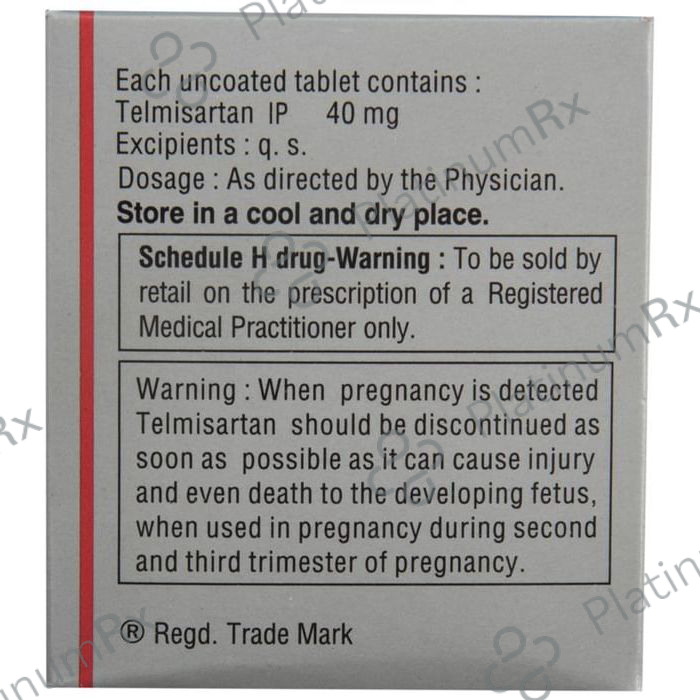 Each uncoated tablet contains :
Telmisartan IP 40 mg
Excipients : q. s.
Dosage : As directed by the Physician.
Store in a cool and dry place.
Schedule H drug-Warning : To be sold by
retail on the prescription of a Registered
Medical Practitioner only.
Warning : When pregnancy is detected
Telmisartan should be discontinued as
soon as possible as it can cause injury
and even death to the developing fetus,
when used in pregnancy during second
and third trimester of pregnancy.
® Regd. Trade Mark
PlatinumRx
PlatinumRx